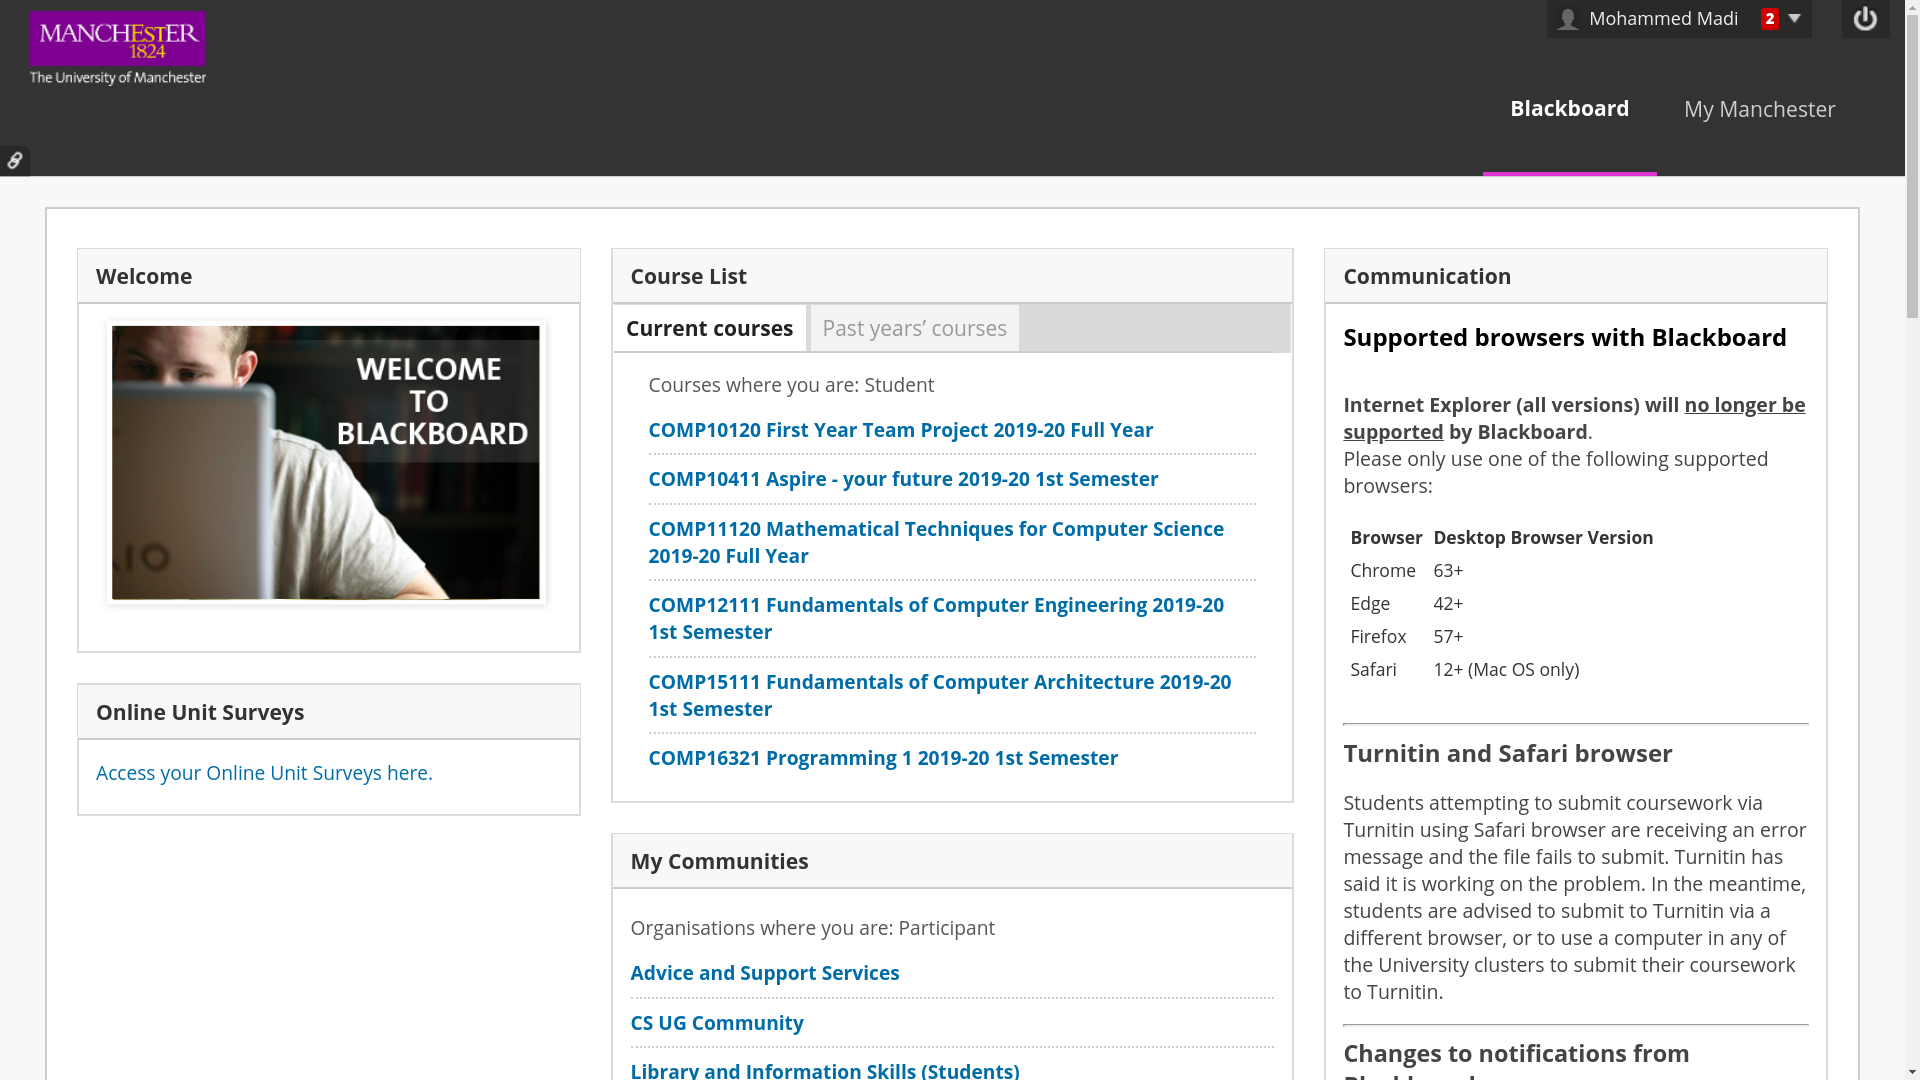 MANCHESTER
1824
The University of Manchester
Mohammed Madi 2
Blackboard My Manchester
Welcome
WELCOME
TO
BLACKBOARD
Online Unit Surveys
Access your Online Unit Surveys here.
Course List
Current courses Past years’ courses
Courses where you are: Student
COMP10120 First Year Team Project 2019-20 Full Year
COMP10411 Aspire - your future 2019-20 1st Semester
COMP11120 Mathematical Techniques for Computer Science
2019-20 Full Year
COMP12111 Fundamentals of Computer Engineering 2019-20
1st Semester
COMP15111 Fundamentals of Computer Architecture 2019-20
1st Semester
COMP16321 Programming 1 2019-20 1st Semester
My Communities
Organisations where you are: Participant
Advice and Support Services
CS UG Community
Library and Information Skills (Students)
Communication
Supported browsers with Blackboard
Internet Explorer (all versions) will no longer be
supported by Blackboard.
Please only use one of the following supported
browsers:
Browser Desktop Browser Version
Chrome 63+
Edge 42+
Firefox 57+
Safari 12+ (Mac OS only)
Turnitin and Safari browser
Students attempting to submit coursework via
Turnitin using Safari browser are receiving an error
message and the file fails to submit. Turnitin has
said it is working on the problem. In the meantime,
students are advised to submit to Turnitin via a
different browser, or to use a computer in any of
the University clusters to submit their coursework
to Turnitin.
Changes to notifications from